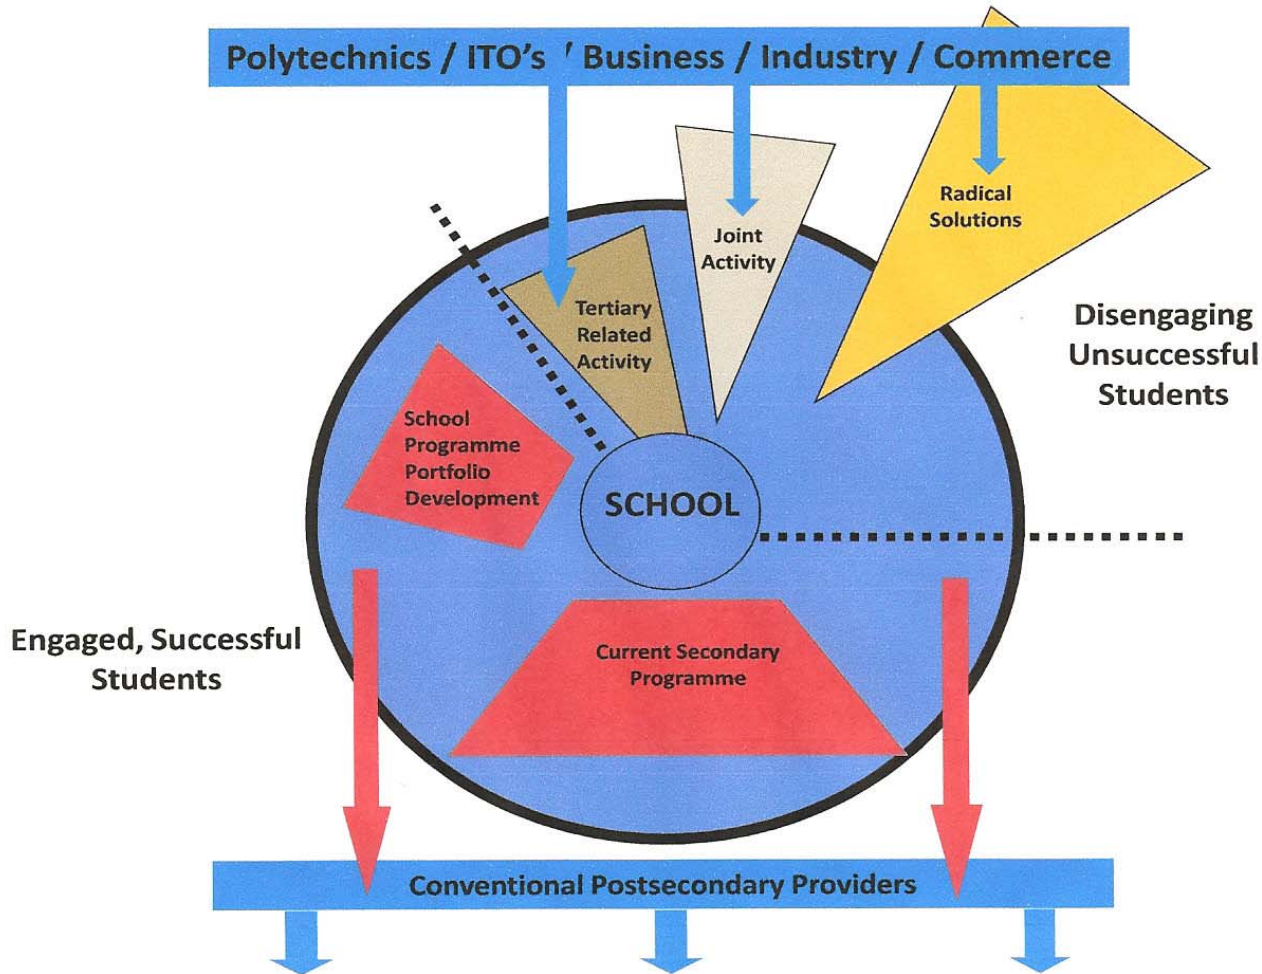 Polytechnics / ITO's / Business / Industry / Commerce
Radical
Solutions
Joint
Activity
Tertiary
Related
Activity
Disengaging
Unsuccessful
Students
School
Programme
Portfolio
Development
SCHOOL
Engaged, Successful
Students
Current Secondary
Programme
Conventional Postsecondary Providers